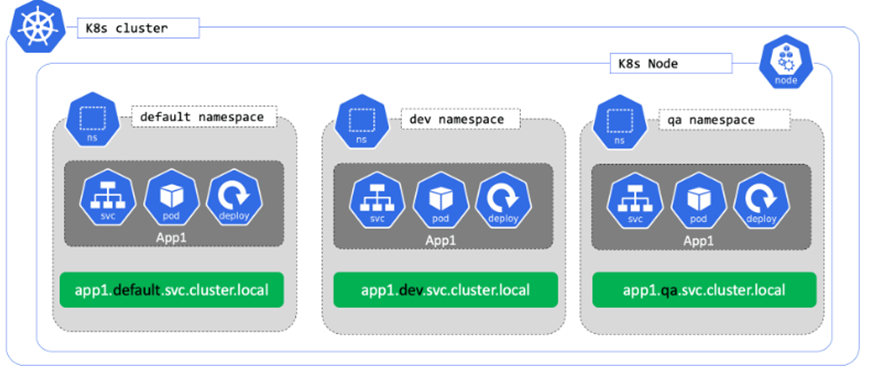 K8s cluster
K8s Node
node
default namespace
ns
svc
pod
deploy
App1
app1.default.svc.cluster.local
dev namespace
ns
svc
pod
deploy
App1
app1.dev.svc.cluster.local
qa namespace
ns
svc
pod
deploy
App1
app1.qa.svc.cluster.local